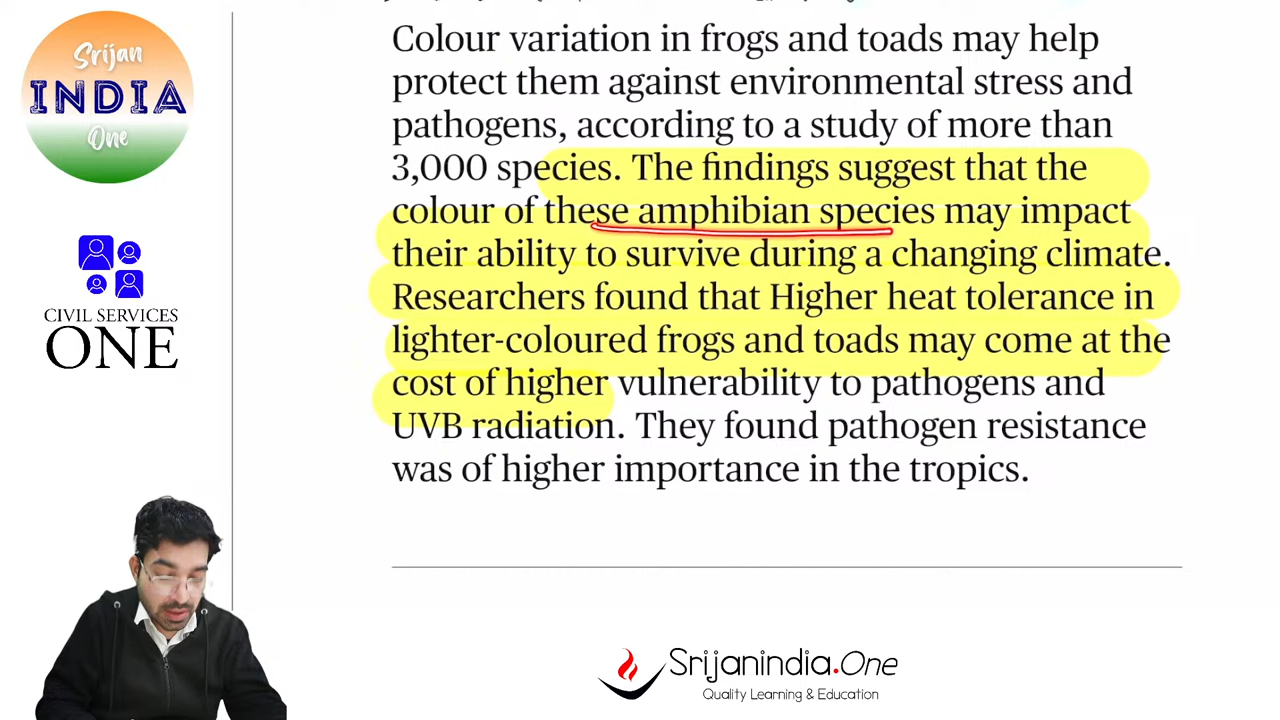 Srijan
INDIA
One
CIVIL SERVICES
ONE
Colour variation in frogs and toads may help
protect them against environmental stress and
pathogens, according to a study of more than
3,000 species. The findings suggest that the
colour of these amphibian species may impact
their ability to survive during a changing climate.
Researchers found that Higher heat tolerance in
lighter-coloured frogs and toads may come at the
cost of higher vulnerability to pathogens and
UVB radiation. They found pathogen resistance
was of higher importance in the tropics.
Srijanindia.One
Quality Learning & Education